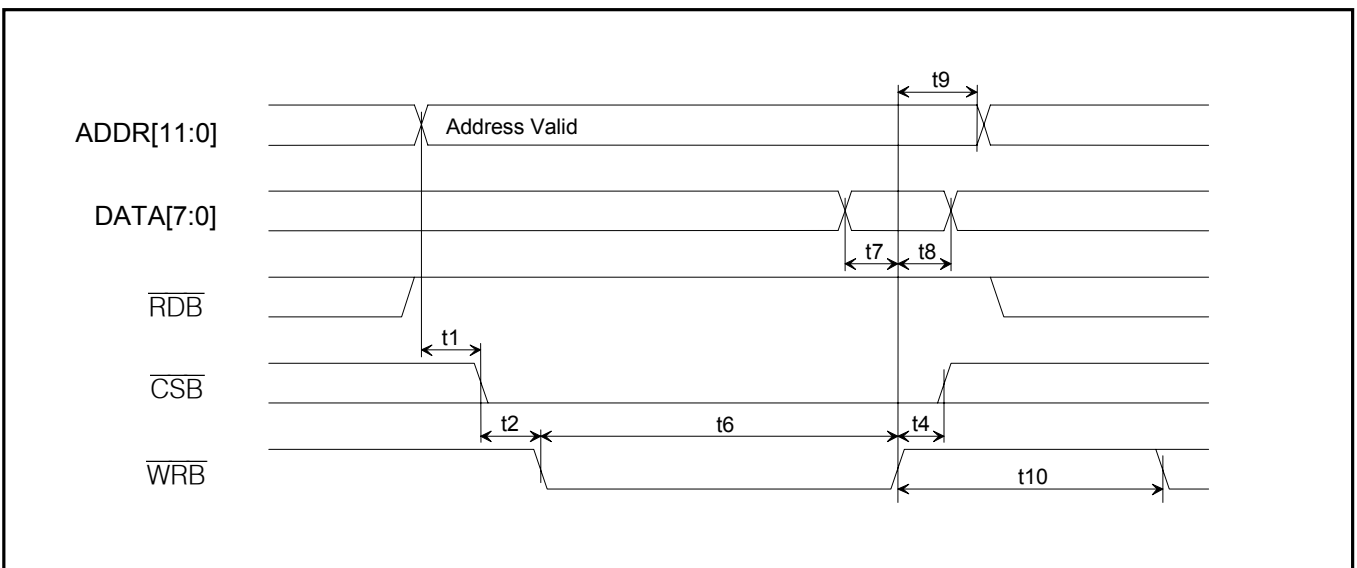 t9
ADDR[11:0]
Address Valid
DATA[7:0]
t7
t8
RDB
t1
CSB
t2
t6
t4
WRB
t10